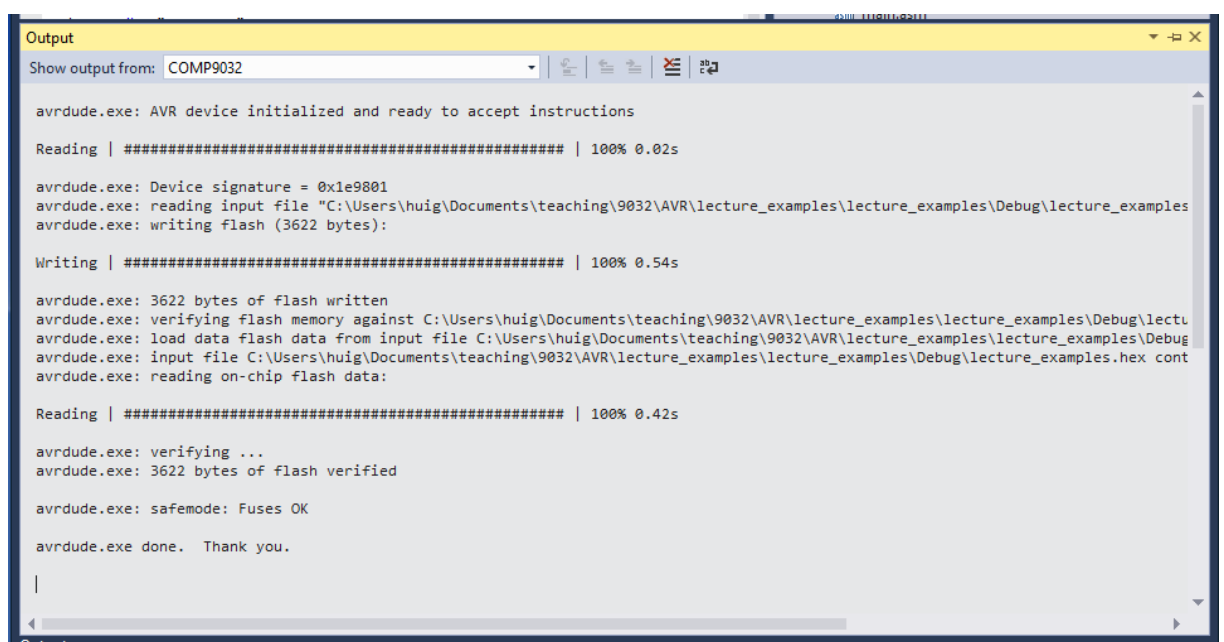 Output
Show output from: COMP9032
avrdude.exe: AVR device initialized and ready to accept instructions
Reading | ################################################## | 100% 0.02s
avrdude.exe: Device signature = 0x1e9801
avrdude.exe: reading input file "C:\Users\huig\Documents\teaching\9032\AVR\lecture_examples\lecture_examples\Debug\lecture_examples
avrdude.exe: writing flash (3622 bytes):
Writing | ################################################## | 100% 0.54s
avrdude.exe: 3622 bytes of flash written
avrdude.exe: verifying flash memory against C:\Users\huig\Documents\teaching\9032\AVR\lecture_examples\lecture_examples\Debug\lectu
avrdude.exe: load data flash data from input file C:\Users\huig\Documents\teaching\9032\AVR\lecture_examples\lecture_examples\Debug
avrdude.exe: input file C:\Users\huig\Documents\teaching\9032\AVR\lecture_examples\lecture_examples\Debug\lecture_examples.hex cont
avrdude.exe: reading on-chip flash data:
Reading | ################################################## | 100% 0.42s
avrdude.exe: verifying ...
avrdude.exe: 3622 bytes of flash verified
avrdude.exe: safemode: Fuses OK
avrdude.exe done.  Thank you.